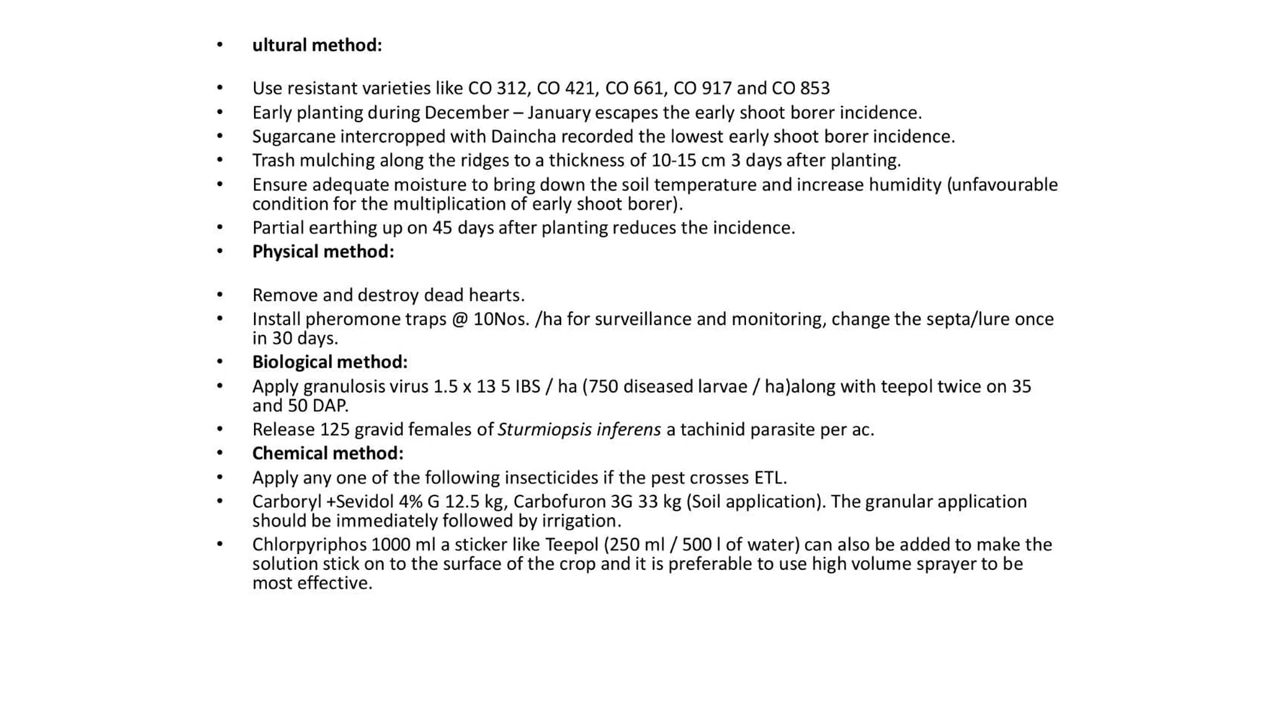 • ultural method:
• Use resistant varieties like CO 312, CO 421, CO 661, CO 917 and CO 853
• Early planting during December – January escapes the early shoot borer incidence.
• Sugarcane intercropped with Daincha recorded the lowest early shoot borer incidence.
• Trash mulching along the ridges to a thickness of 10-15 cm 3 days after planting.
• Ensure adequate moisture to bring down the soil temperature and increase humidity (unfavourable
condition for the multiplication of early shoot borer).
• Partial earthing up on 45 days after planting reduces the incidence.
• Physical method:
• Remove and destroy dead hearts.
• Install pheromone traps @ 10Nos. /ha for surveillance and monitoring, change the septa/lure once
in 30 days.
• Biological method:
• Apply granulosis virus 1.5 x 13 5 IBS / ha (750 diseased larvae / ha)along with teepol twice on 35
and 50 DAP.
• Release 125 gravid females of Sturmiopsis inferens a tachinid parasite per ac.
• Chemical method:
• Apply any one of the following insecticides if the pest crosses ETL.
• Carboryl +Sevidol 4% G 12.5 kg, Carbofuron 3G 33 kg (Soil application). The granular application
should be immediately followed by irrigation.
• Chlorpyriphos 1000 ml a sticker like Teepol (250 ml / 500 l of water) can also be added to make the
solution stick on to the surface of the crop and it is preferable to use high volume sprayer to be
most effective.